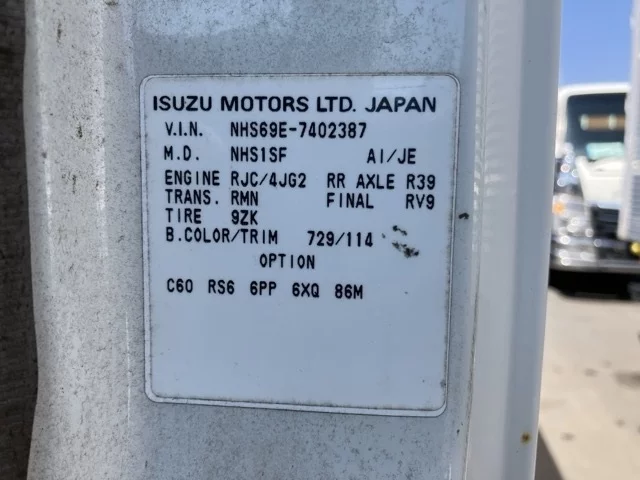 ISUZU MOTORS LTD. JAPAN
V.I.N. NHS69E-7402387
M.D. NHS1SF AI/JE
ENGINE RJC/4JG2 RR AXLE R39
TRANS. RMN FINAL RV9
TIRE 9ZK
B.COLOR/TRIM 729/114
OPTION
C60 RS6 6PP 6XQ 86M